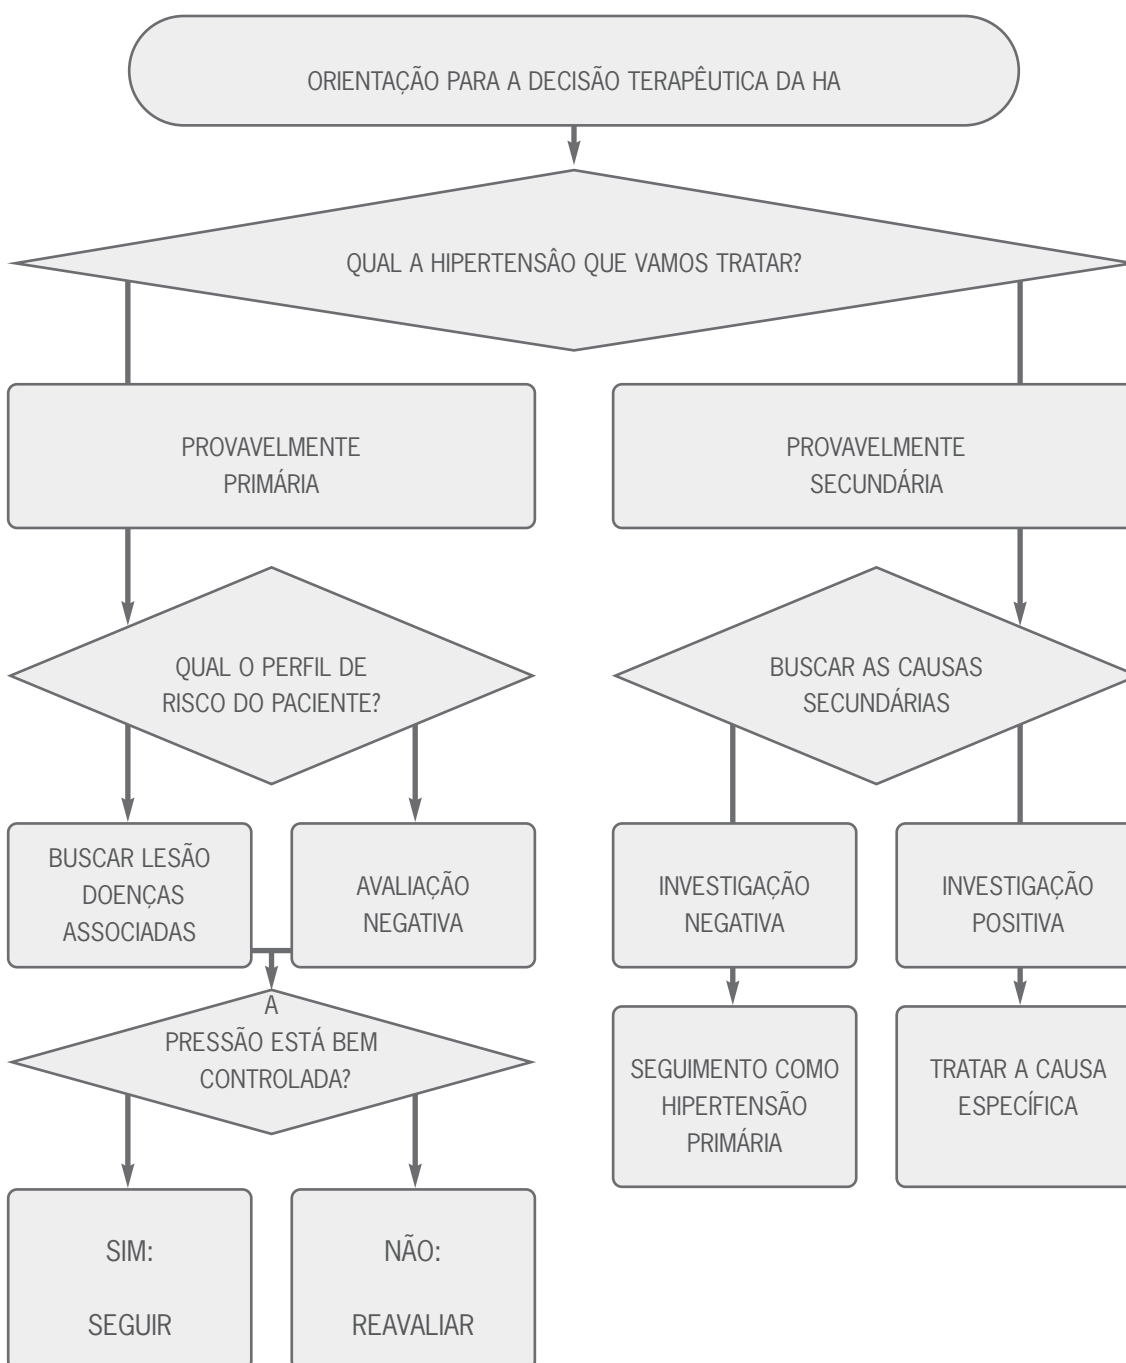 ORIENTAÇÃO PARA A DECISÃO TERAPÊUTICA DA HA
QUAL A HIPERTENSÂO QUE VAMOS TRATAR?
PROVAVELMENTE
PRIMÁRIA
PROVAVELMENTE
SECUNDÁRIA
QUAL O PERFIL DE
RISCO DO PACIENTE?
BUSCAR AS CAUSAS
SECUNDÁRIAS
BUSCAR LESÃO
DOENÇAS
ASSOCIADAS
AVALIAÇÃO
NEGATIVA
INVESTIGAÇÃO
NEGATIVA
INVESTIGAÇÃO
POSITIVA
A
PRESSÃO ESTÁ BEM
CONTROLADA?
SEGUIMENTO COMO
HIPERTENSÃO
PRIMÁRIA
TRATAR A CAUSA
ESPECÍFICA
SIM:
SEGUIR
NÃO:
REAVALIAR